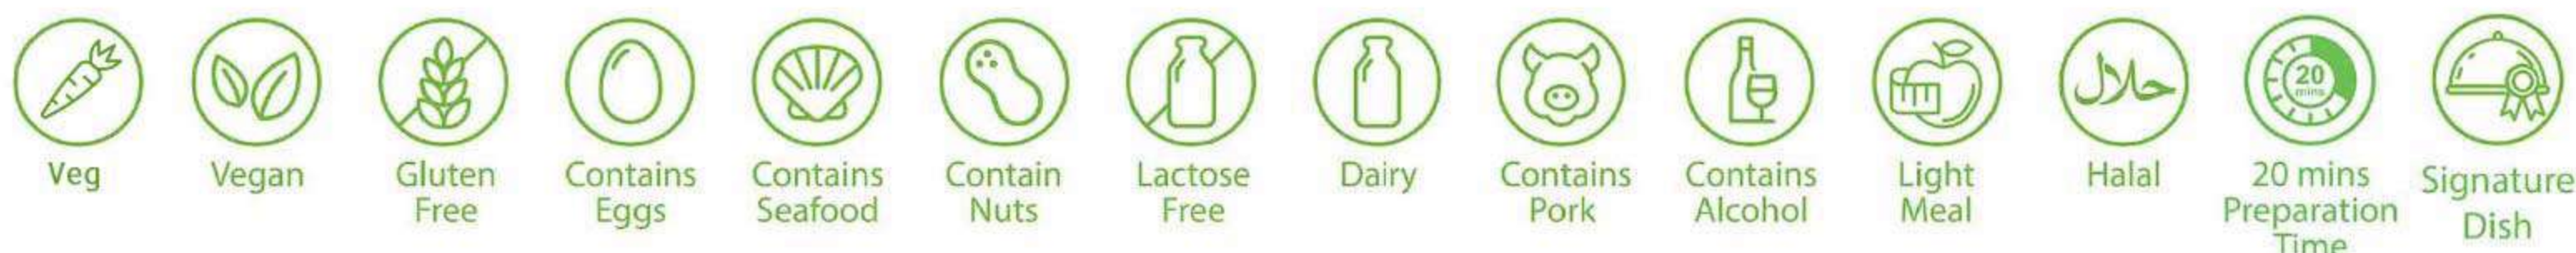 Veg
Vegan
Gluten
Free
Contains
Eggs
Contains
Seafood
Contain
Nuts
Lactose
Free
Dairy
Contains
Pork
Contains
Alcohol
Light
Meal
حلال
Halal
20
mins
20 mins
Preparation
Time
Signature
Dish